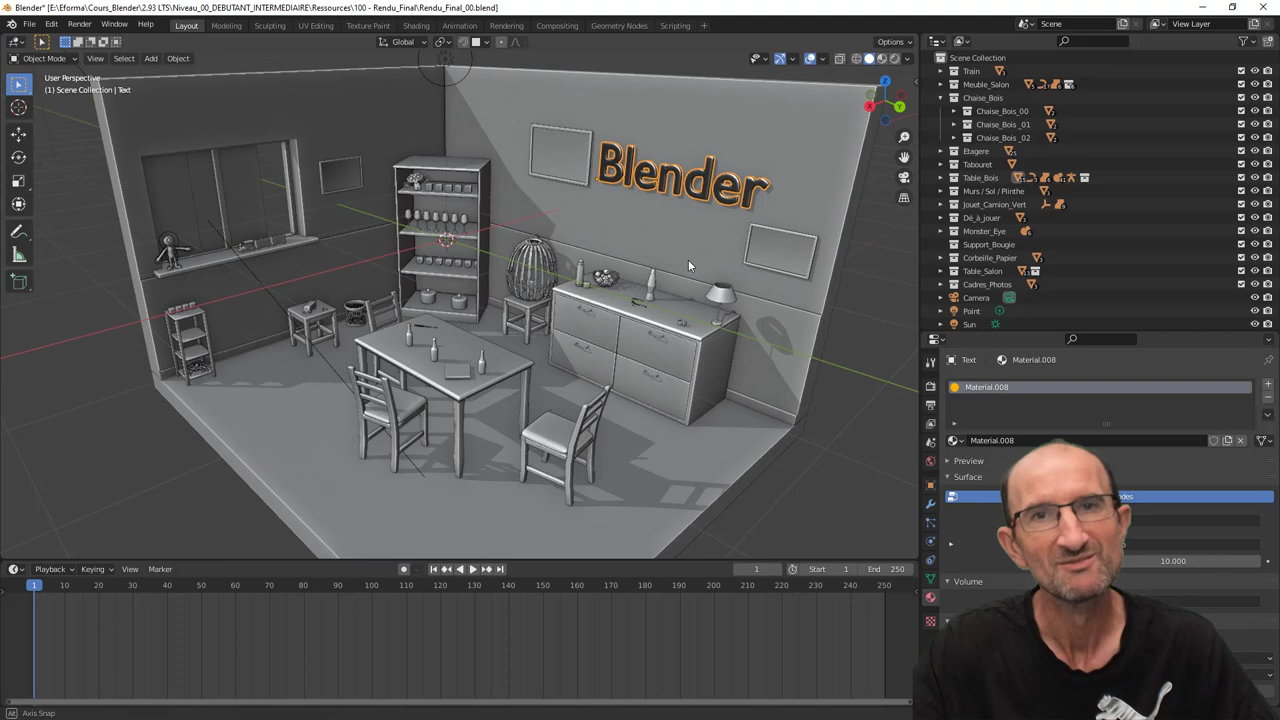 Blender* [E:\Eforma\Cours_Blender\2.93 LTS\Niveau_00_DEBUTANT_INTERMEDIAIRE\Ressources\100 - Rendu_Final\Rendu_Final_00.blend]
File Edit Render Window Help Layout Modeling Sculpting UV Editing Texture Paint Shading Animation Rendering Compositing Geometry Nodes Scripting + Scene View Layer
Global Options
Object Mode View Select Add Object
User Perspective
(1) Scene Collection | Text
Z
Y
X
Blender
Scene Collection
Train
Meuble_Salon
Chaise_Bois
Chaise_Bois_00
Chaise_Bois_01
Chaise_Bois_02
Etagere
Tabouret
Table_Bois
Murs / Sol / Plinthe
Jouet_Camion_Vert
Dé_à_jouer
Monster_Eye
Support_Bougie
Corbeille_Papier
Table_Salon
Cadres_Photos
Camera
Point
Sun
Text Material.008
Material.008
Material.008
Preview
Surface
10.000
Volume
Playback Keying View Marker 1 Start 1 End 250
1 10 20 30 40 50 60 70 80 90 100 110 120 130 140 150 160 170 180 190 200 210 220 230 240 250
Axis Snap